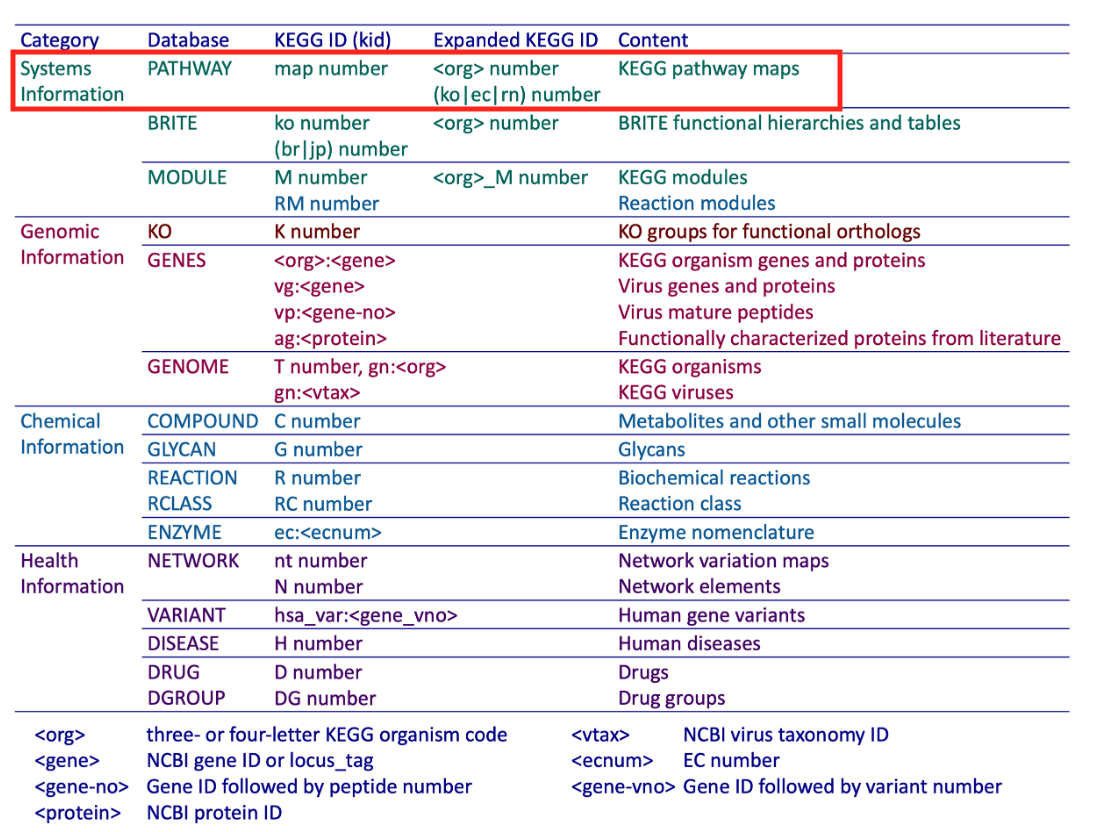 Category Database KEGG ID (kid) Expanded KEGG ID Content
Systems PATHWAY map number <org> number KEGG pathway maps
Information (ko|ec|rn) number
BRITE ko number <org> number BRITE functional hierarchies and tables
(br|jp) number
MODULE M number <org>_M number KEGG modules
RM number Reaction modules
Genomic KO K number KO groups for functional orthologs
Information GENES <org>:<gene> KEGG organism genes and proteins
vg:<gene> Virus genes and proteins
vp:<gene-no> Virus mature peptides
ag:<protein> Functionally characterized proteins from literature
GENOME T number, gn:<org> KEGG organisms
gn:<vtax> KEGG viruses
Chemical COMPOUND C number Metabolites and other small molecules
Information GLYCAN G number Glycans
REACTION R number Biochemical reactions
RCLASS RC number Reaction class
ENZYME ec:<ecnum> Enzyme nomenclature
Health NETWORK nt number Network variation maps
Information N number Network elements
VARIANT hsa_var:<gene_vno> Human gene variants
DISEASE H number Human diseases
DRUG D number Drugs
DGROUP DG number Drug groups
<org> three- or four-letter KEGG organism code <vtax> NCBI virus taxonomy ID
<gene> NCBI gene ID or locus_tag <ecnum> EC number
<gene-no> Gene ID followed by peptide number <gene-vno> Gene ID followed by variant number
<protein> NCBI protein ID